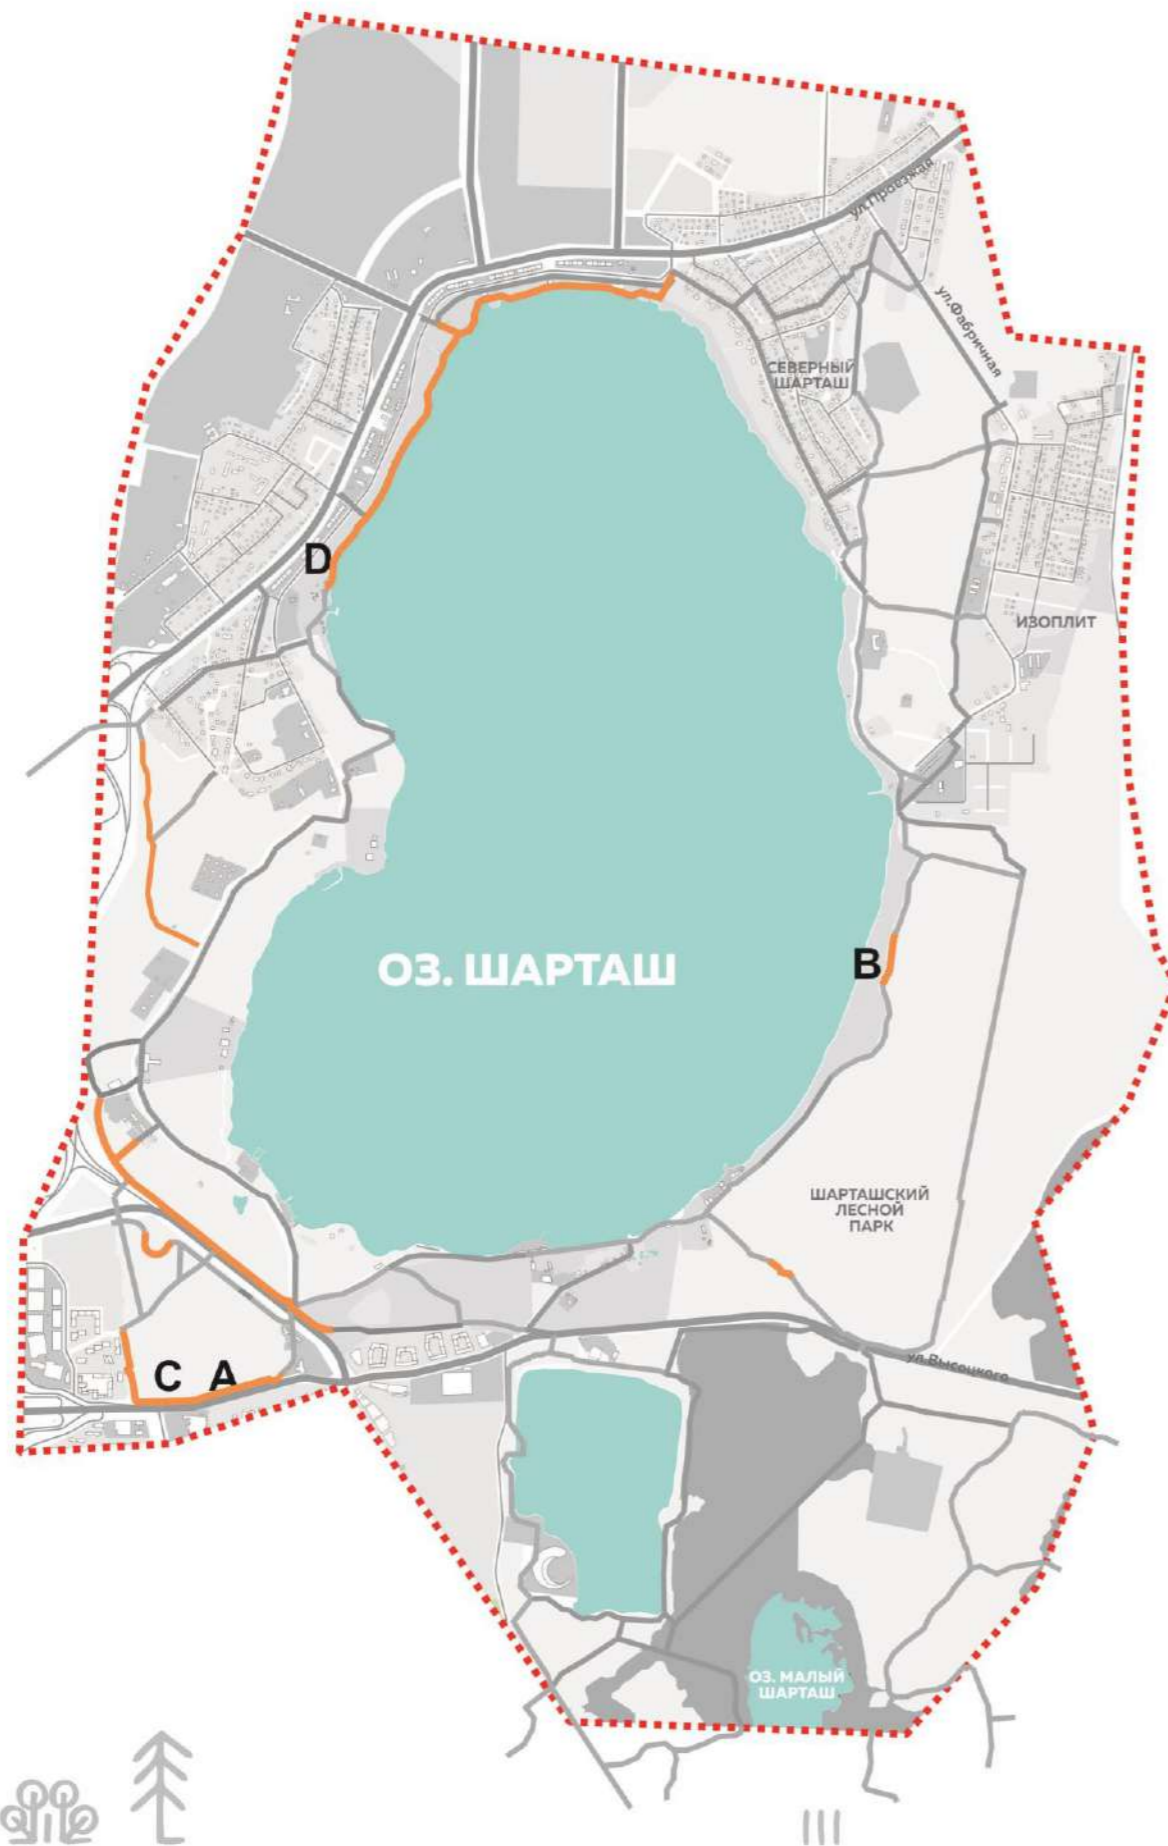 ул.Проезжая
ул.Фабричная
СЕВЕРНЫЙ
ШАРТАШ
D
ИЗОПЛИТ
ОЗ. ШАРТАШ
B
ШАРТАШСКИЙ
ЛЕСНОЙ
ПАРК
ул.Высоцкого
C A
ОЗ. МАЛЫЙ
ШАРТАШ